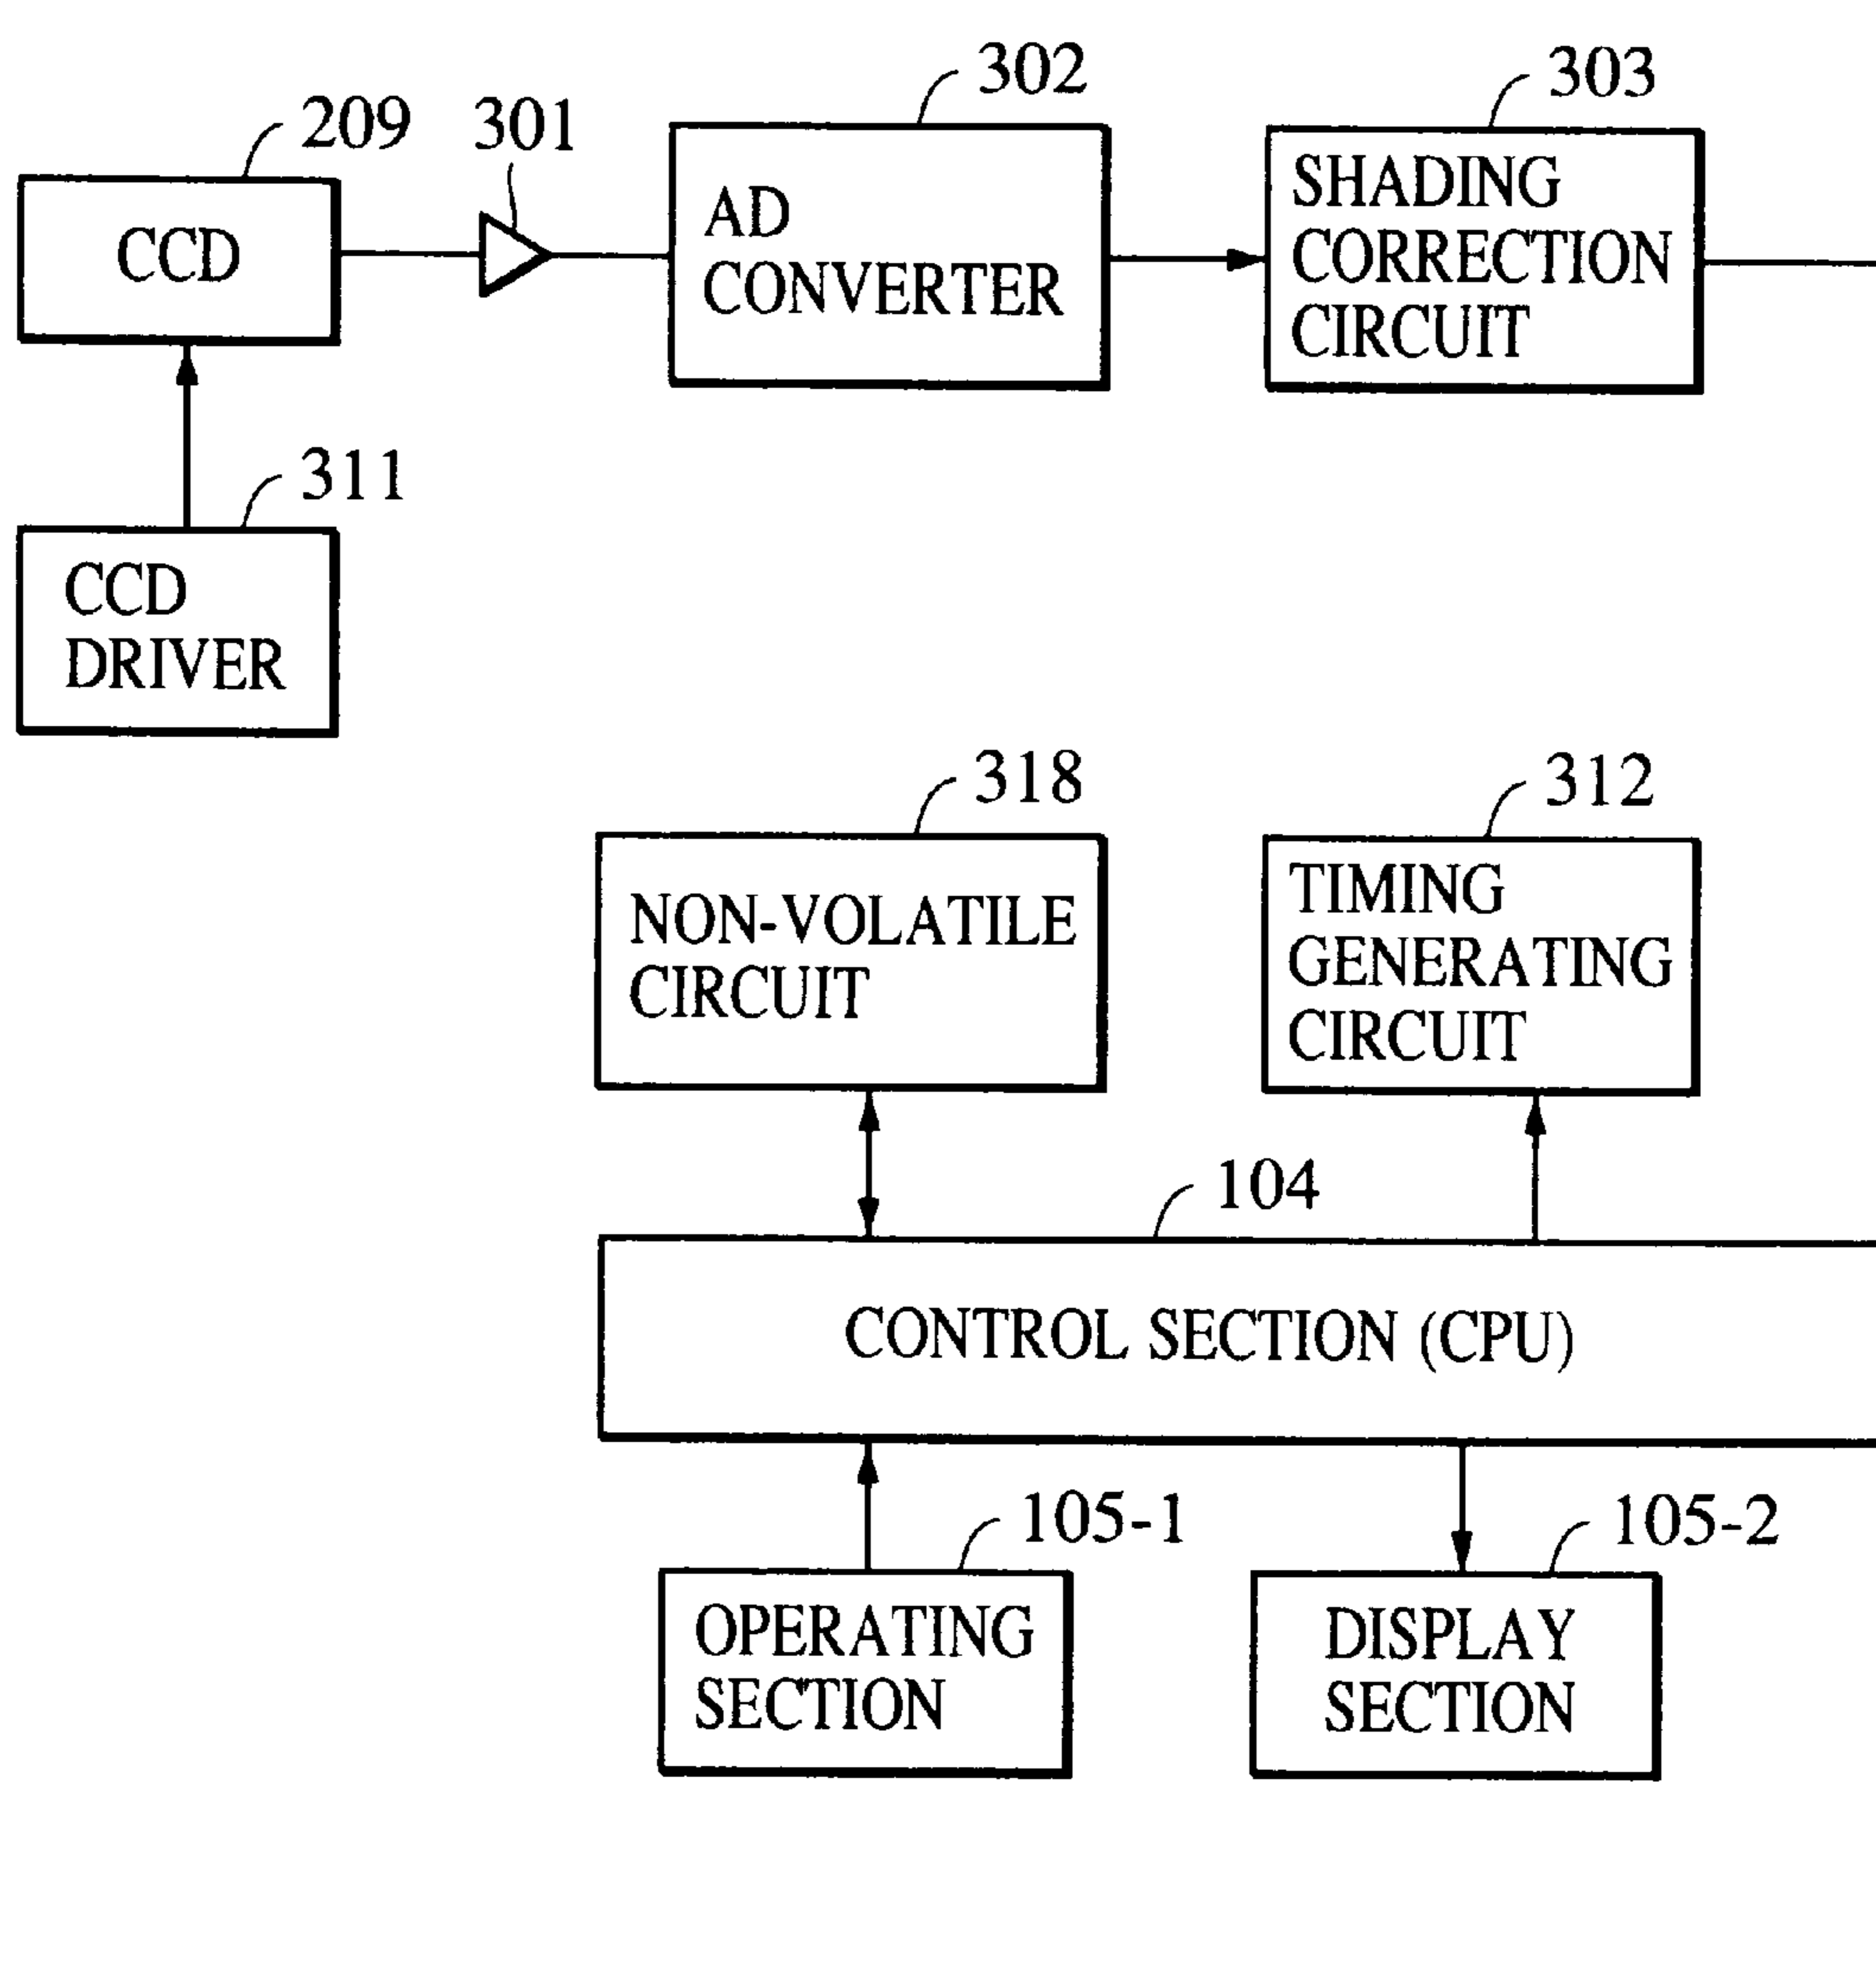 302
303
209
301
CCD
AD
CONVERTER
SHADING
CORRECTION
CIRCUIT
311
CCD
DRIVER
318
312
NON-VOLATILE
CIRCUIT
TIMING
GENERATING
CIRCUIT
104
CONTROL SECTION (CPU)
105-1
105-2
OPERATING
SECTION
DISPLAY
SECTION